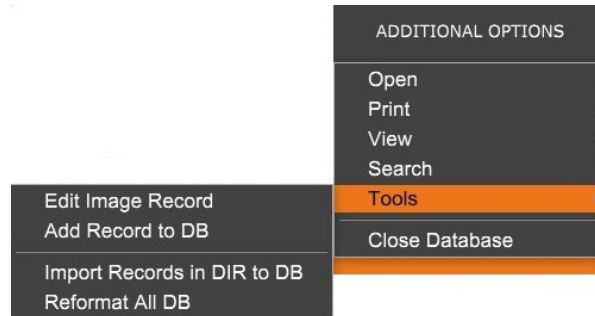 ADDITIONAL OPTIONS
Open
Print
View
Search
Tools
Close Database
Edit Image Record
Add Record to DB
Import Records in DIR to DB
Reformat All DB